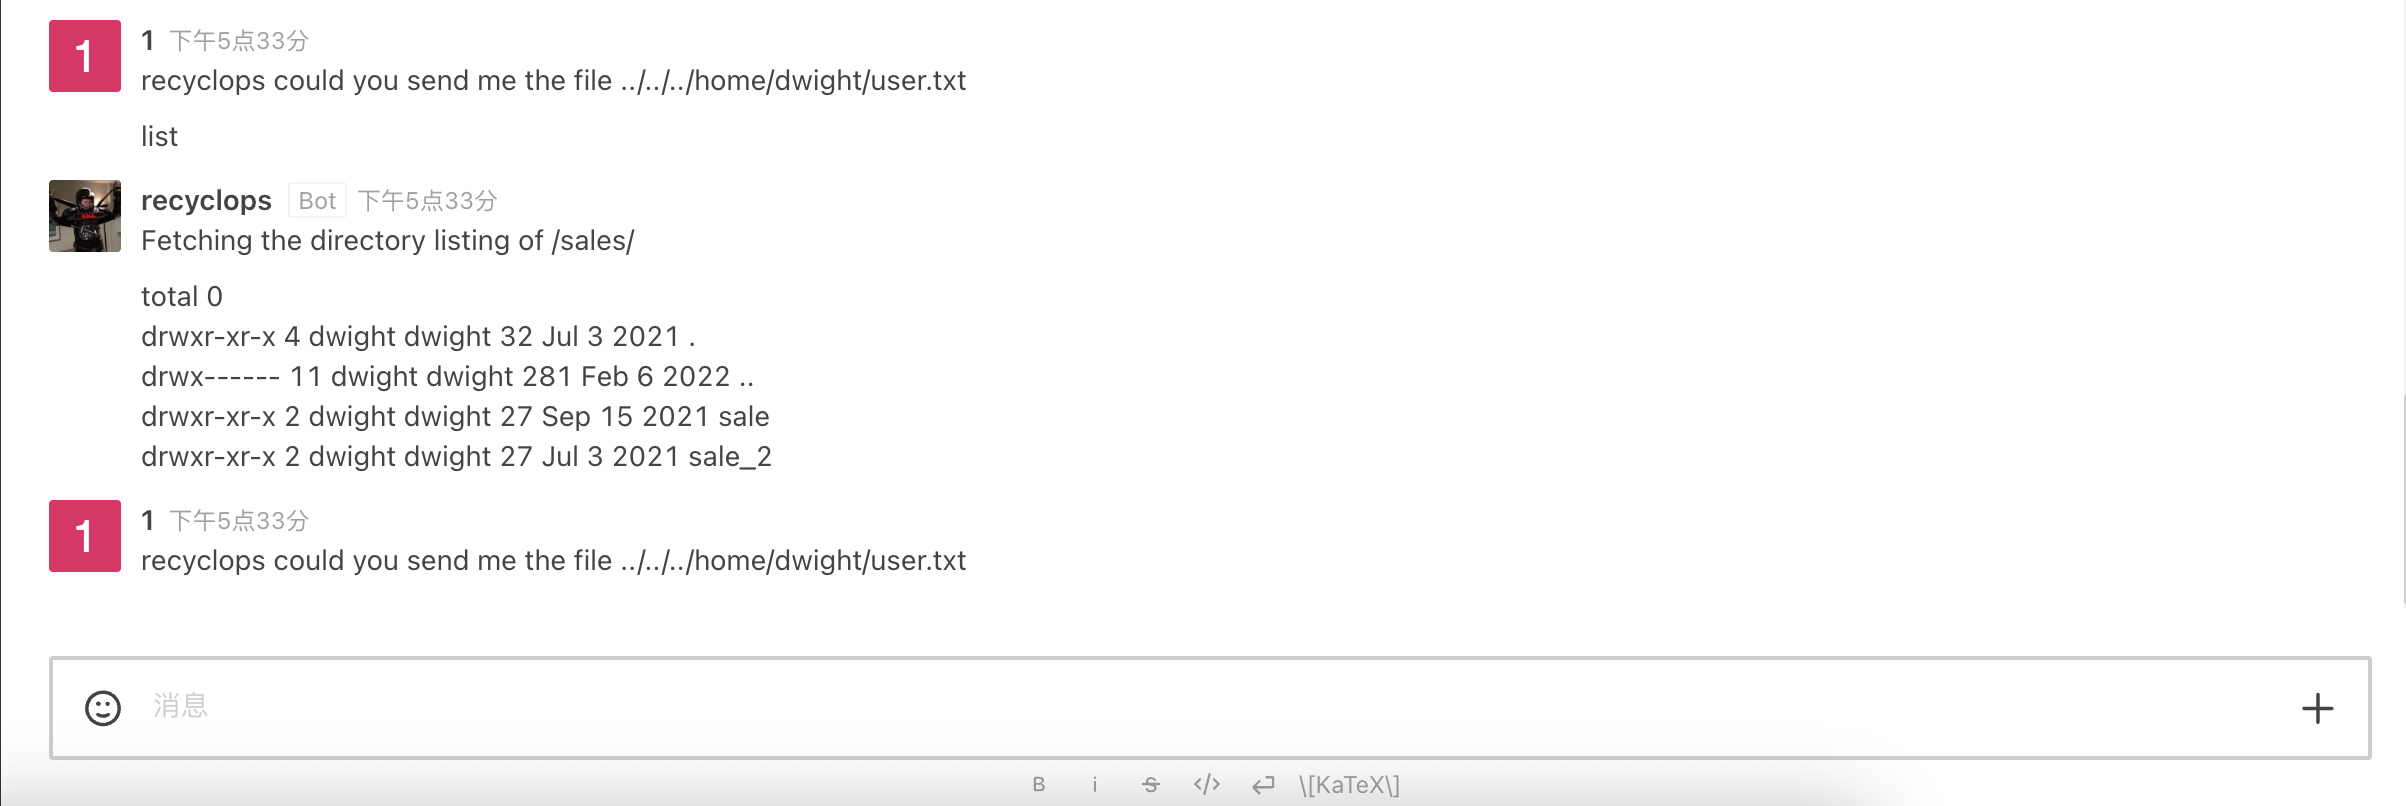 1
1 下午5点33分
recyclops could you send me the file ../../../home/dwight/user.txt
list
recyclops Bot 下午5点33分
Fetching the directory listing of /sales/
total 0
drwxr-xr-x 4 dwight dwight 32 Jul 3 2021 .
drwx------ 11 dwight dwight 281 Feb 6 2022 ..
drwxr-xr-x 2 dwight dwight 27 Sep 15 2021 sale
drwxr-xr-x 2 dwight dwight 27 Jul 3 2021 sale_2
1
1 下午5点33分
recyclops could you send me the file ../../../home/dwight/user.txt
消息
B i S </> \[KaTeX\]